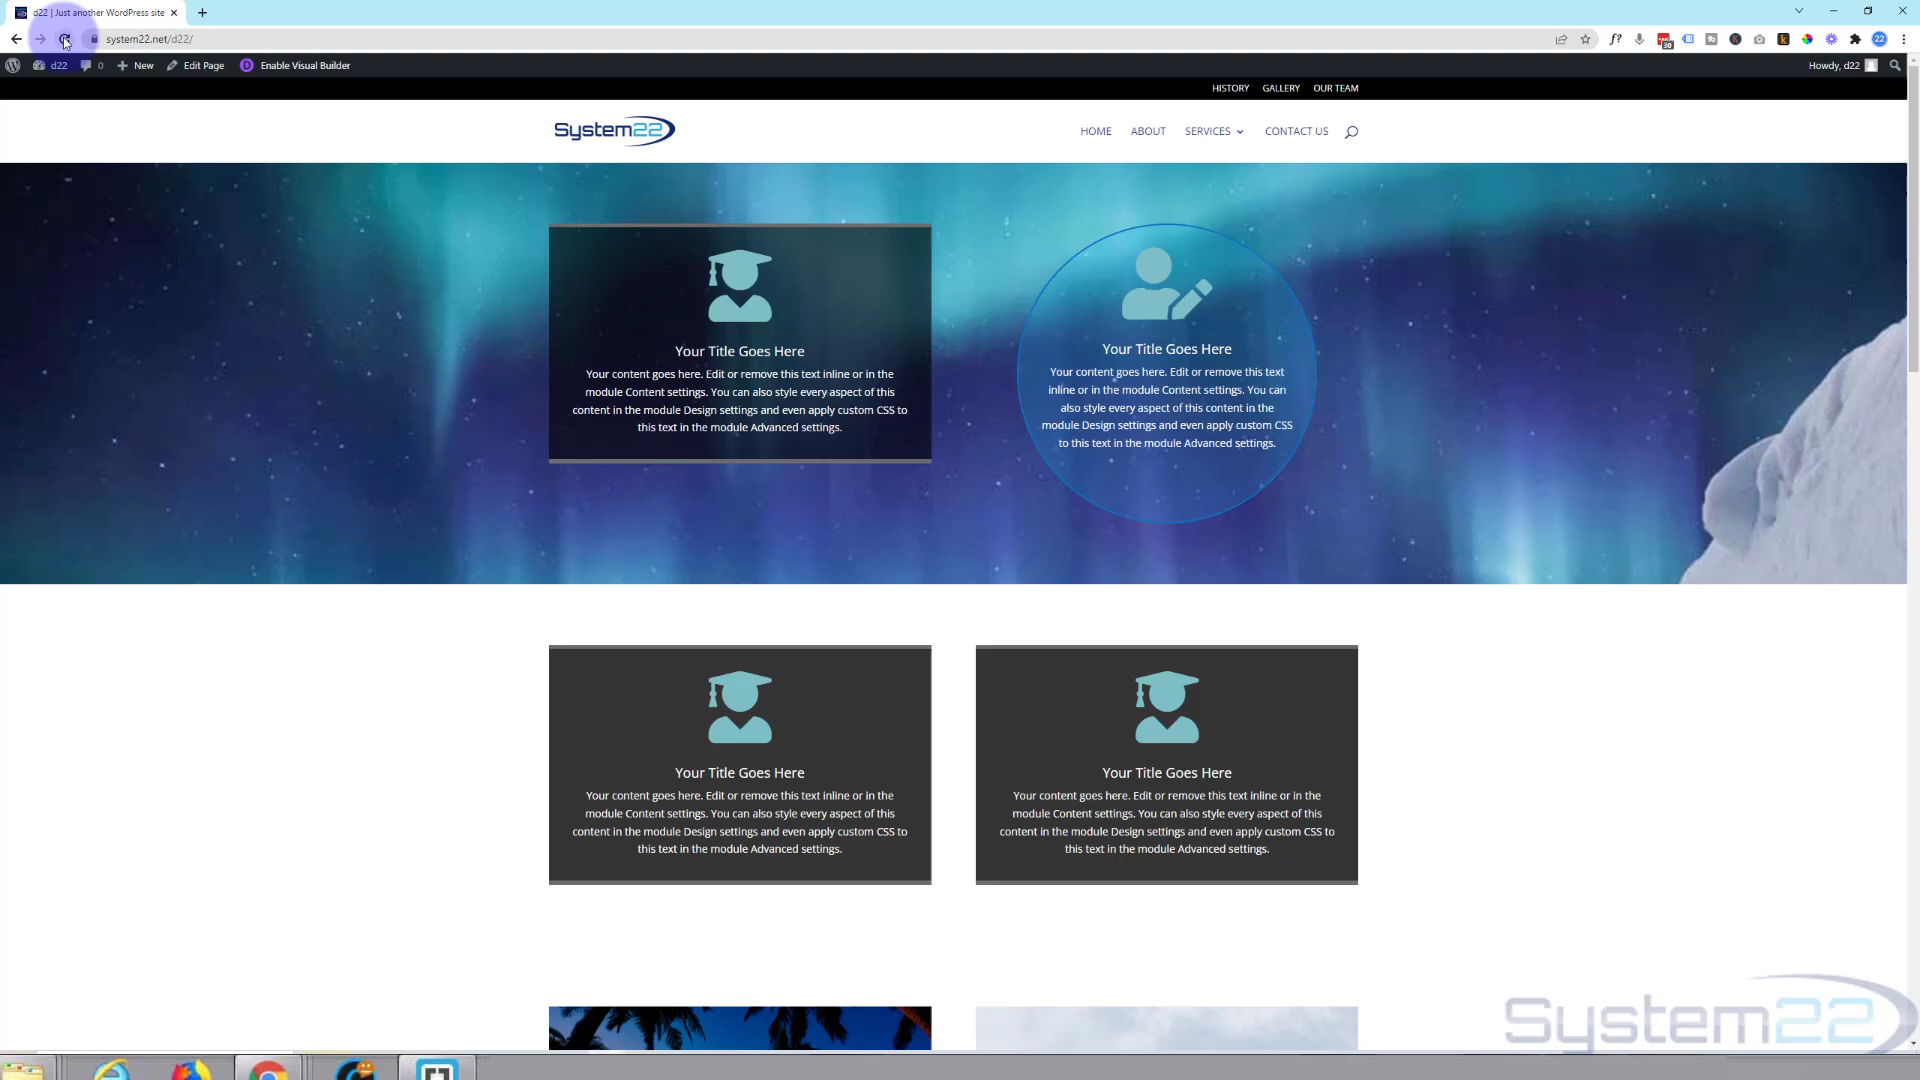 d22 | Just another WordPress site
system22.net/d22/
f?
30
22
d22
0
New
Edit Page
D
Enable Visual Builder
Howdy, d22
HISTORY
GALLERY
OUR TEAM
System22
HOME
ABOUT
SERVICES
CONTACT US
Your Title Goes Here
Your content goes here. Edit or remove this text inline or in the
module Content settings. You can also style every aspect of this
content in the module Design settings and even apply custom CSS to
this text in the module Advanced settings.
Your Title Goes Here
Your content goes here. Edit or remove this text
inline or in the module Content settings. You can
also style every aspect of this content in the
module Design settings and even apply custom CSS
to this text in the module Advanced settings.
Your Title Goes Here
Your content goes here. Edit or remove this text inline or in the
module Content settings. You can also style every aspect of this
content in the module Design settings and even apply custom CSS to
this text in the module Advanced settings.
Your Title Goes Here
Your content goes here. Edit or remove this text inline or in the
module Content settings. You can also style every aspect of this
content in the module Design settings and even apply custom CSS to
this text in the module Advanced settings.
System22